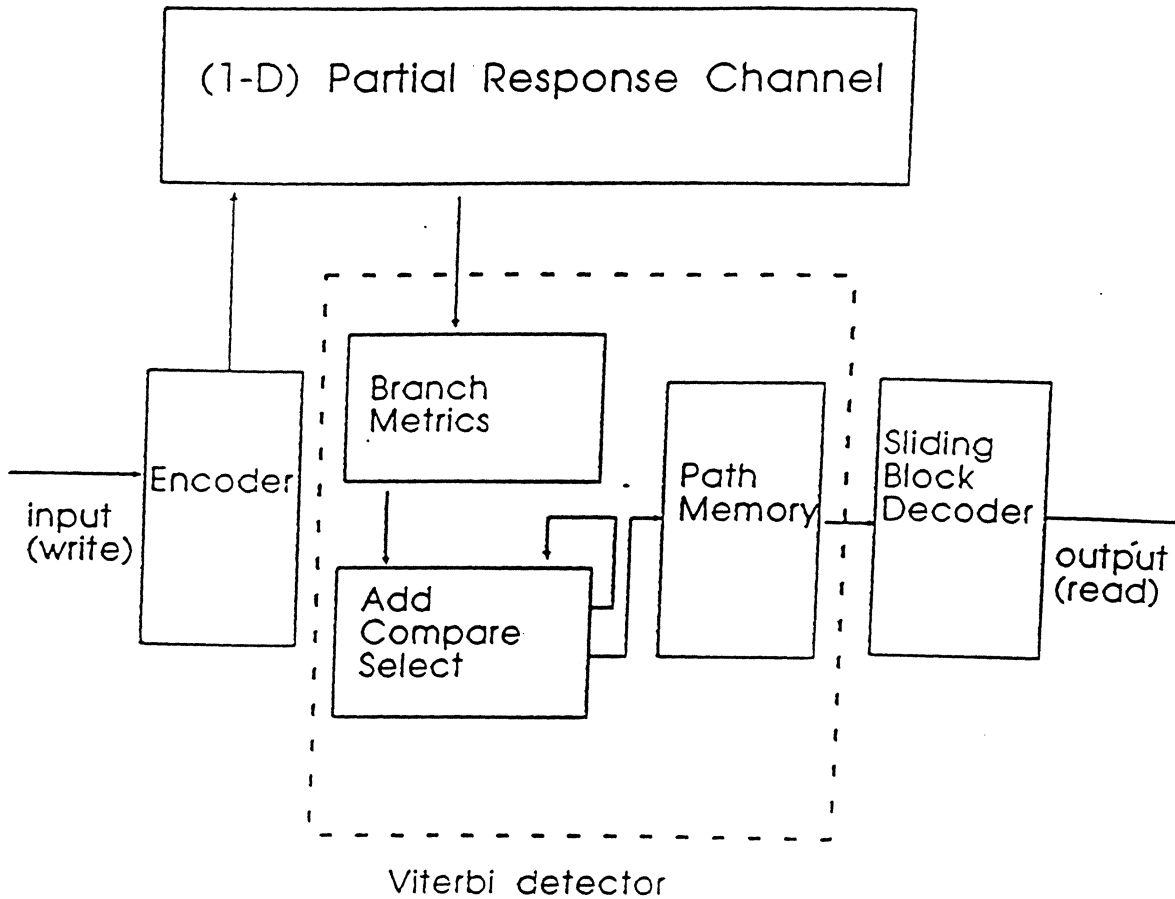 (1-D) Partial Response Channel
Branch
Metrics
Encoder
input
(write)
Add
Compare
Select
Path
Memory
Sliding
Block
Decoder
output
(read)
Viterbi detector